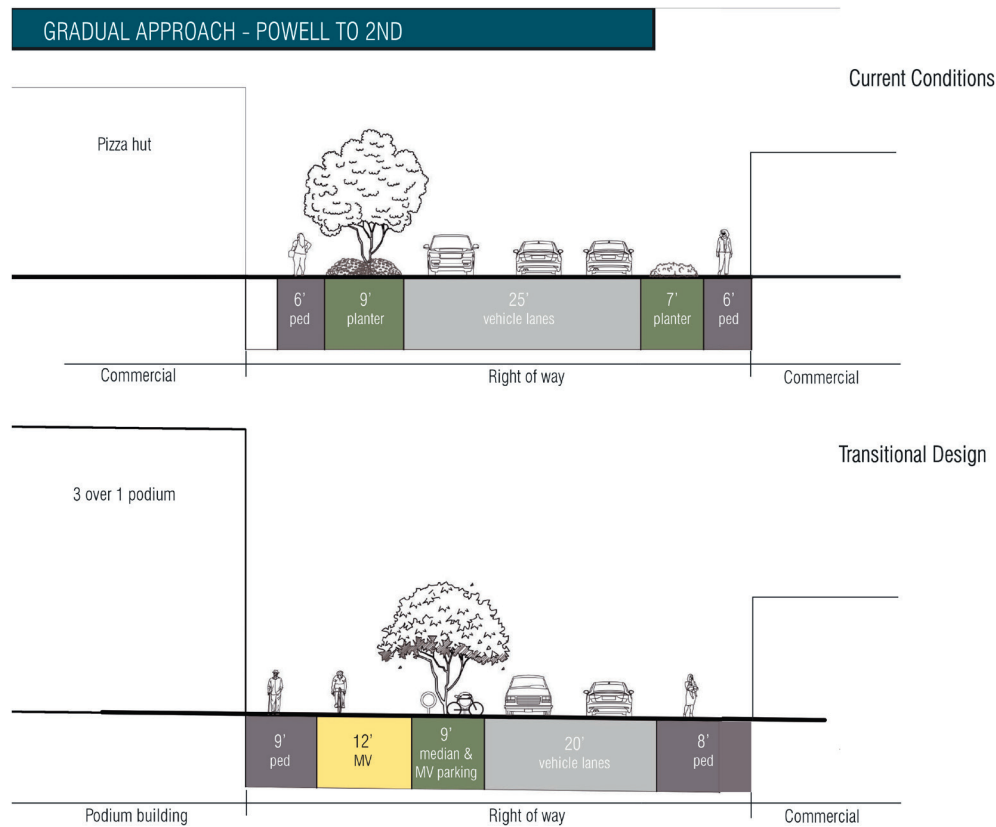 GRADUAL APPROACH - POWELL TO 2ND
Current Conditions
Pizza hut
6' ped
9' planter
25' vehicle lanes
7' planter
6' ped
Commercial
Right of way
Commercial
Transitional Design
3 over 1 podium
9' ped
12' MV
9' median & MV parking
20' vehicle lanes
8' ped
Podium building
Right of way
Commercial